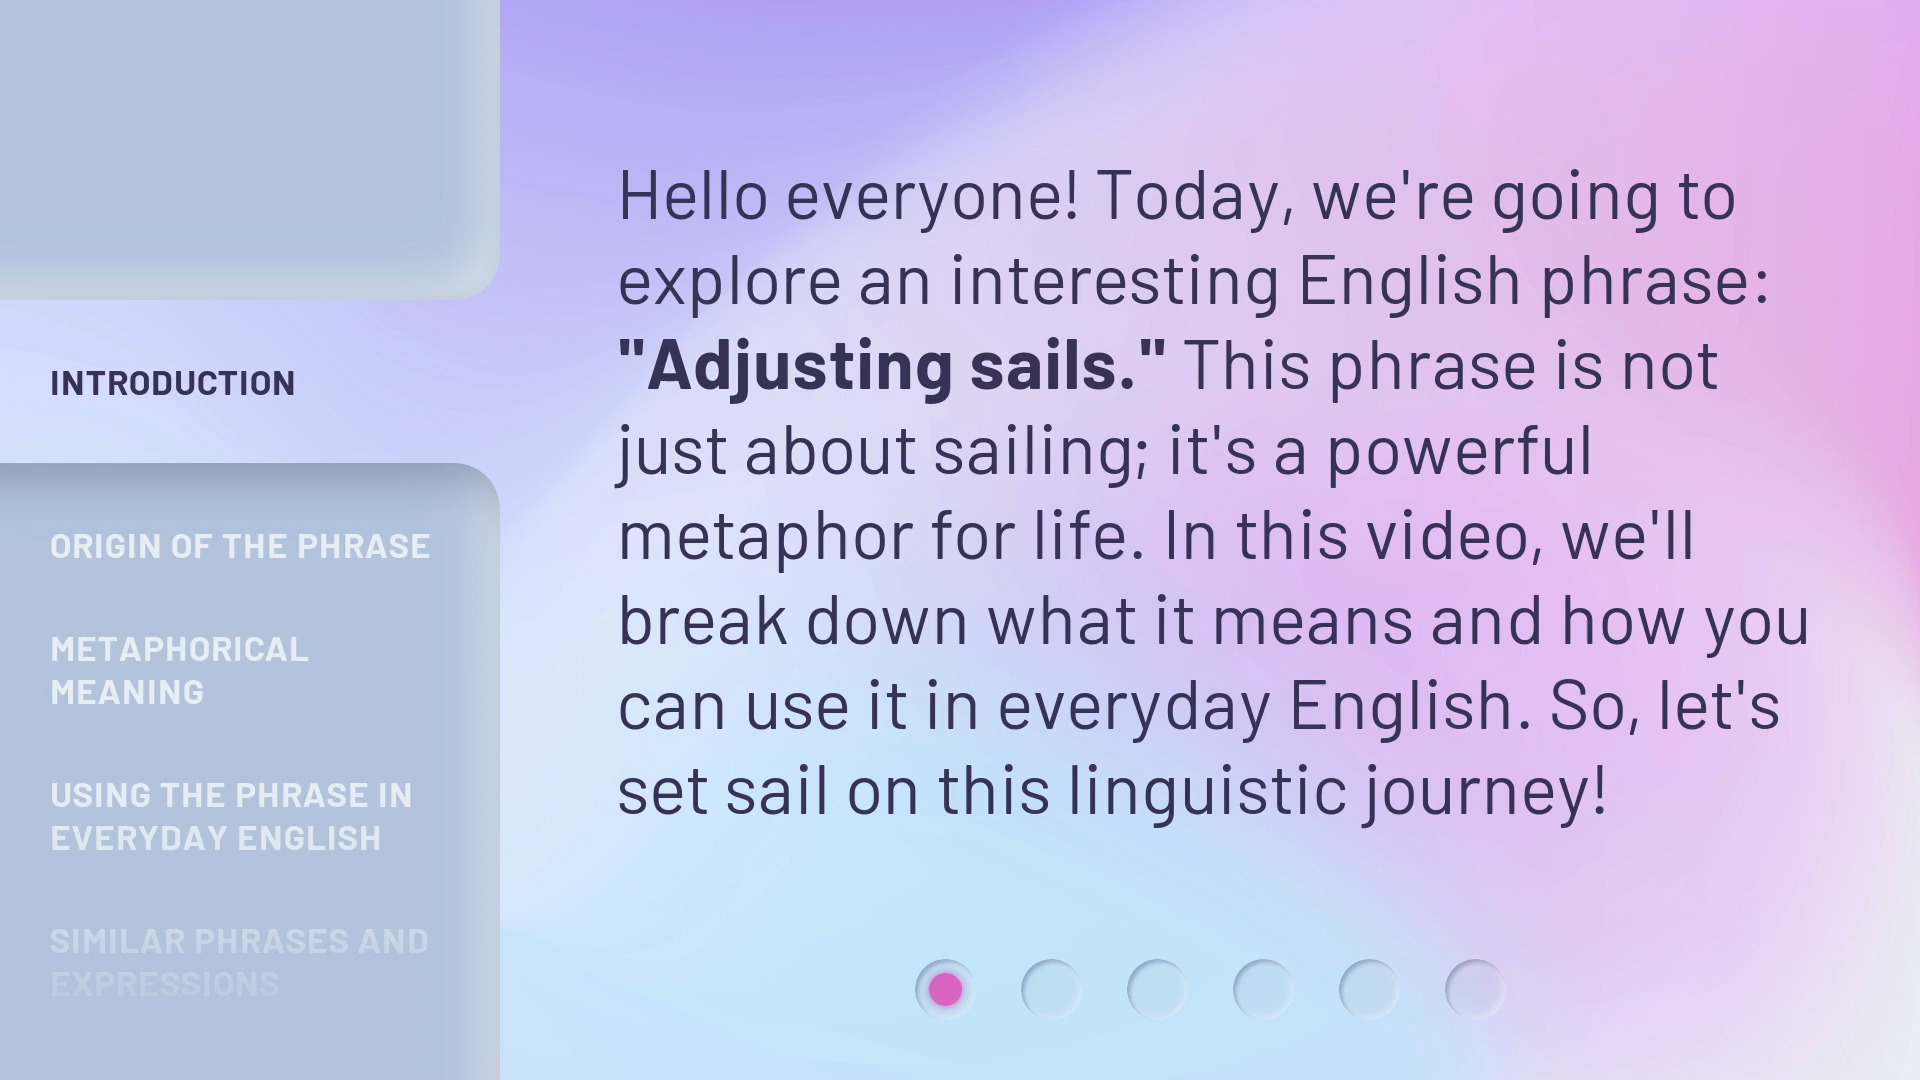 INTRODUCTION
ORIGIN OF THE PHRASE
METAPHORICAL
MEANING
USING THE PHRASE IN
EVERYDAY ENGLISH
SIMILAR PHRASES AND
EXPRESSIONS
Hello everyone! Today, we're going to
explore an interesting English phrase:
"Adjusting sails." This phrase is not
just about sailing; it's a powerful
metaphor for life. In this video, we'll
break down what it means and how you
can use it in everyday English. So, let's
set sail on this linguistic journey!